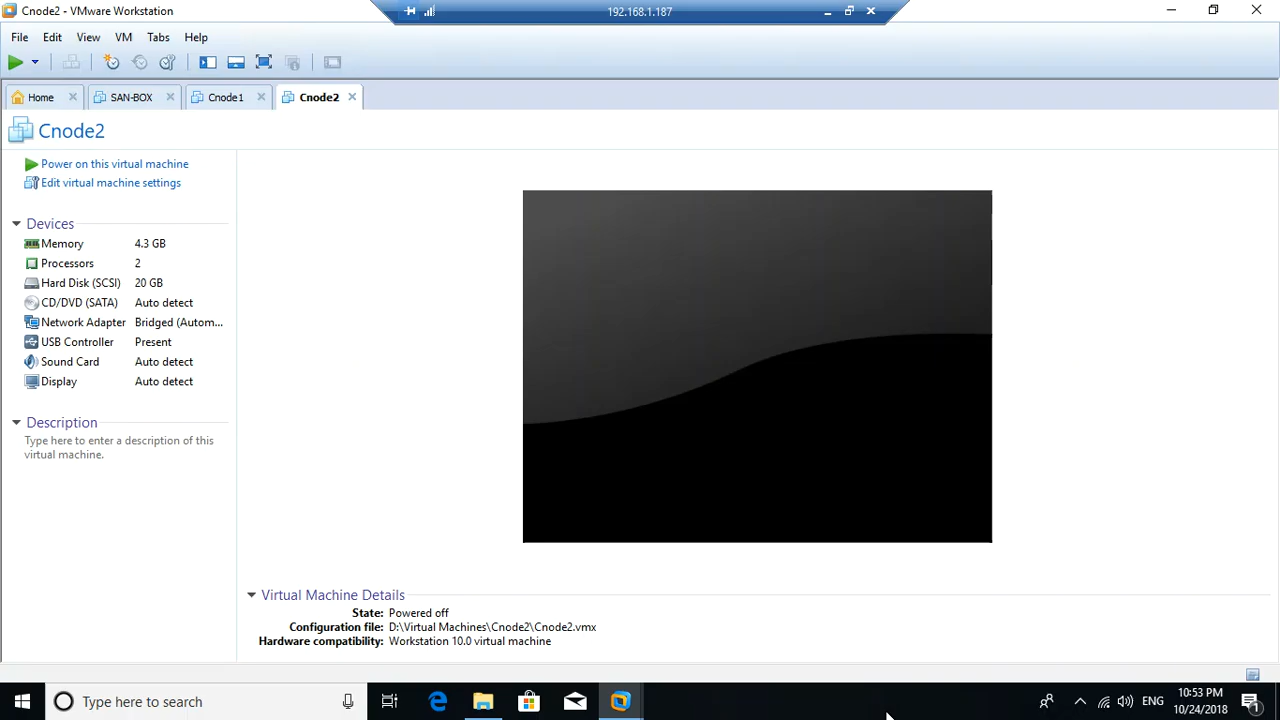 Cnode2 - VMware Workstation
192.168.1.187
File Edit View VM Tabs Help
Home SAN-BOX Cnode1 Cnode2
Cnode2
Power on this virtual machine
Edit virtual machine settings
Devices
Memory 4.3 GB
Processors 2
Hard Disk (SCSI) 20 GB
CD/DVD (SATA) Auto detect
Network Adapter Bridged (Autom...
USB Controller Present
Sound Card Auto detect
Display Auto detect
Description
Type here to enter a description of this
virtual machine.
Virtual Machine Details
State: Powered off
Configuration file: D:\Virtual Machines\Cnode2\Cnode2.vmx
Hardware compatibility: Workstation 10.0 virtual machine
Type here to search
ENG
10:53 PM
10/24/2018
1